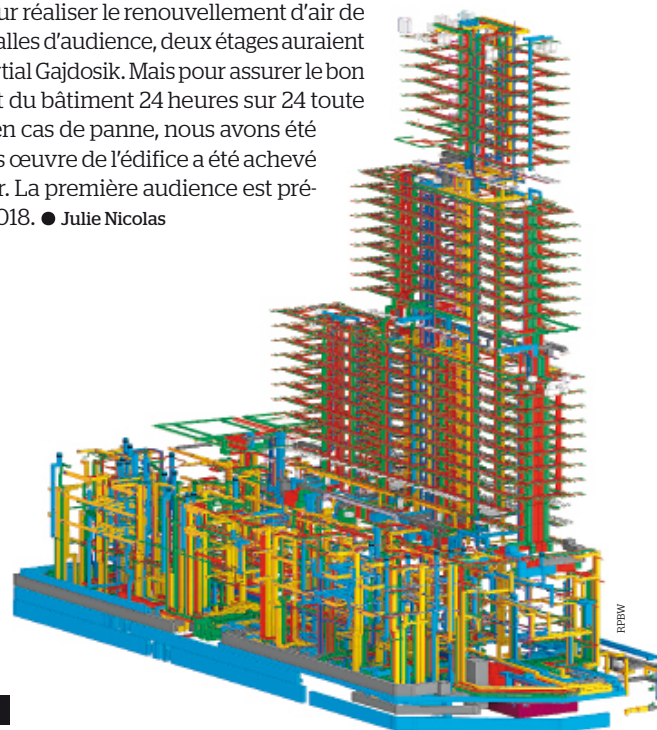 ur réaliser le renouvellement d'air de
alles d'audience, deux étages auraient
tial Gajdosik. Mais pour assurer le bon
t du bâtiment 24 heures sur 24 toute
en cas de panne, nous avons été
s œuvre de l'édifice a été achevé
r. La première audience est pré-
018. ● Julie Nicolas
RPBW